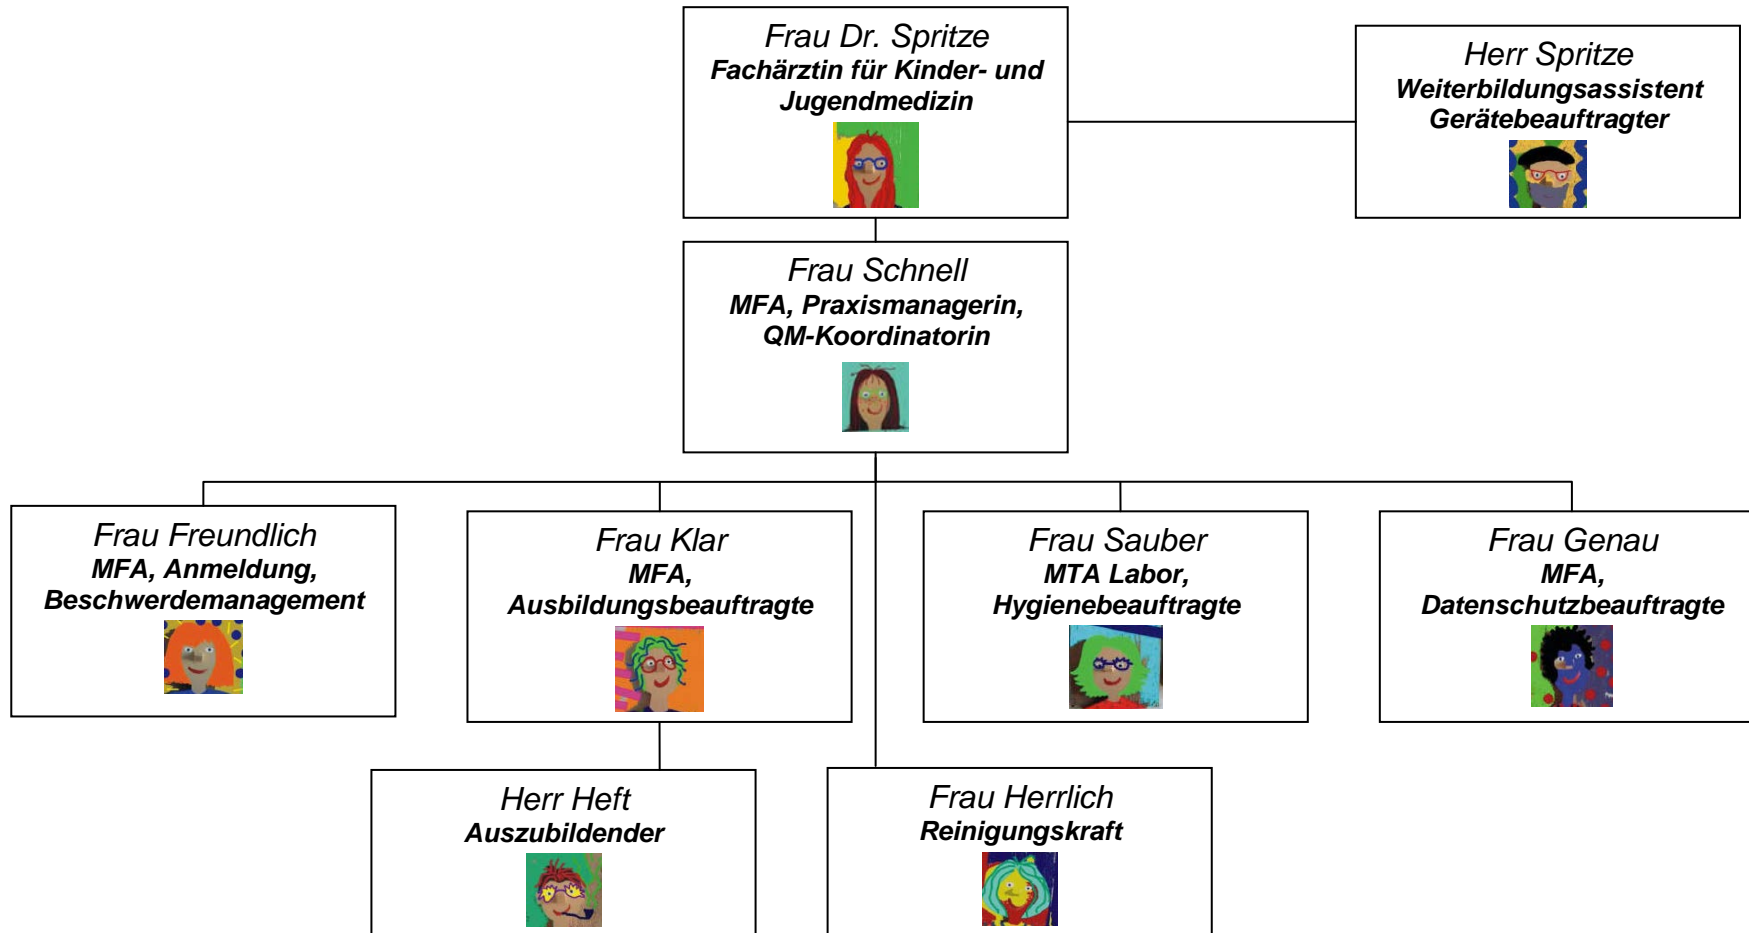 Frau Dr. Spritze
Fachärztin für Kinder- und
Jugendmedizin
Herr Spritze
Weiterbildungsassistent
Gerätebeauftragter
Frau Schnell
MFA, Praxismanagerin,
QM-Koordinatorin
Frau Freundlich
MFA, Anmeldung,
Beschwerdemanagement
Frau Klar
MFA,
Ausbildungsbeauftragte
Frau Sauber
MTA Labor,
Hygienebeauftragte
Frau Genau
MFA,
Datenschutzbeauftragte
Herr Heft
Auszubildender
Frau Herrlich
Reinigungskraft